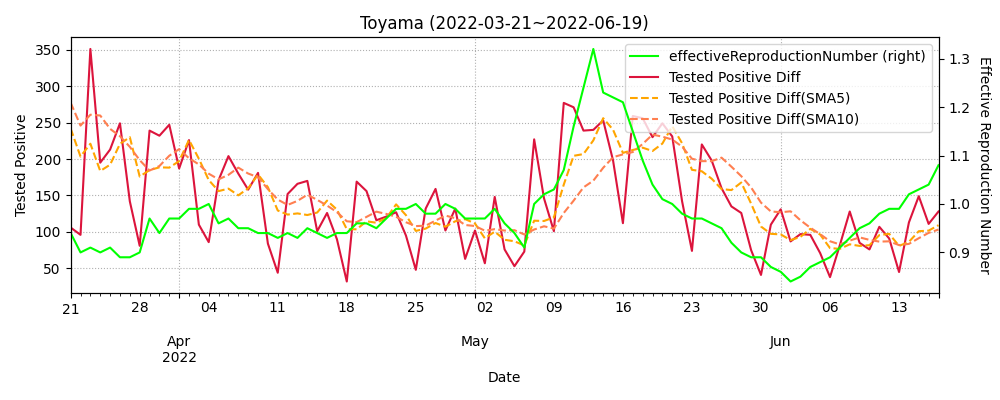 Toyama (2022-03-21~2022-06-19)
effectiveReproductionNumber (right)
Tested Positive Diff
Tested Positive Diff(SMA5)
Tested Positive Diff(SMA10)
Tested Positive
350
300
250
200
150
100
50
1.3
1.2
1.1
1.0
0.9
Effective Reproduction Number
21 28 04 11 18 25 02 09 16 23 30 06 13
Apr May Jun
2022
Date